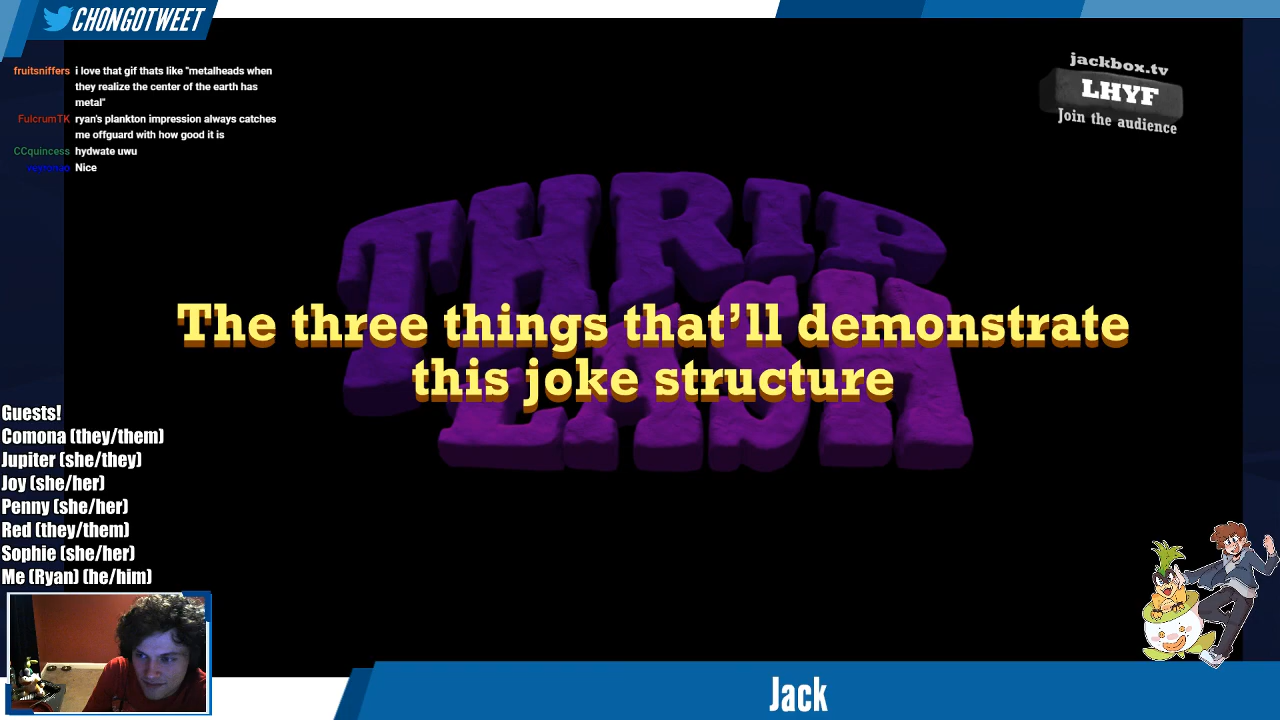 CHONGOTWEET
fruitsniffers i love that gif thats like "metalheads when
they realize the center of the earth has
metal"
FulcrumTK ryan's plankton impression always catches
me offguard with how good it is
CCquincess hydwate uwu
Nice
jackbox.tv
LHYF
Join the audience
THRIP
LASH
The three things that'll demonstrate
this joke structure
Guests!
Comona (they/them)
Jupiter (she/they)
Joy (she/her)
Penny (she/her)
Red (they/them)
Sophie (she/her)
Me (Ryan) (he/him)
Jack